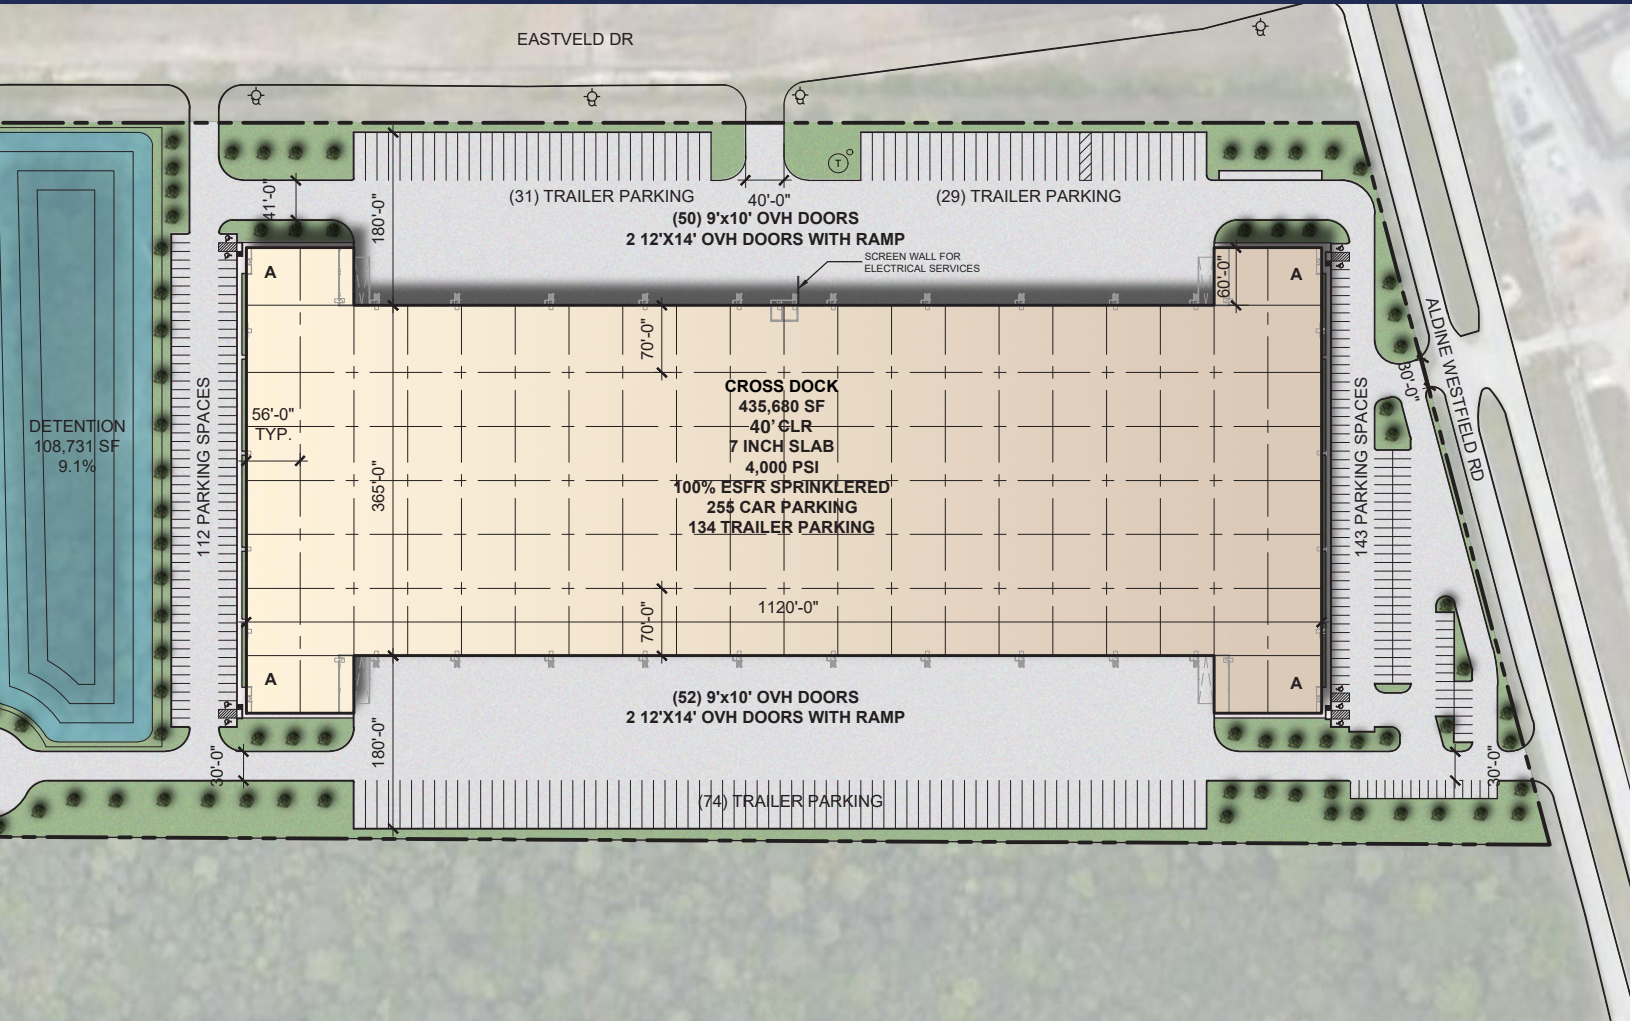 EASTVELD DR
T
41'-0"
180'-0"
(31) TRAILER PARKING
40'-0"
(29) TRAILER PARKING
(50) 9'x10' OVH DOORS
2 12'X14' OVH DOORS WITH RAMP
SCREEN WALL FOR
ELECTRICAL SERVICES
A
60'-0"
A
70'-0"
ALDINE WESTFIELD RD
30'-0"
CROSS DOCK
435,680 SF
40' CLR
7 INCH SLAB
4,000 PSI
100% ESFR SPRINKLERED
255 CAR PARKING
134 TRAILER PARKING
DETENTION
108,731 SF
9.1%
112 PARKING SPACES
56'-0"
TYP.
365'-0"
143 PARKING SPACES
70'-0"
1120'-0"
A
A
(52) 9'x10' OVH DOORS
2 12'X14' OVH DOORS WITH RAMP
30'-0"
180'-0"
30'-0"
(74) TRAILER PARKING